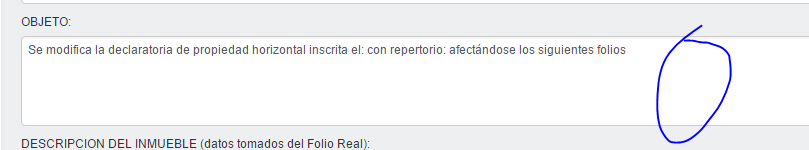 OBJETO:
Se modifica la declaratoria de propiedad horizontal inscrita el: con repertorio: afectándose los siguientes folios
DESCRIPCION DEL INMUEBLE (datos tomados del Folio Real):